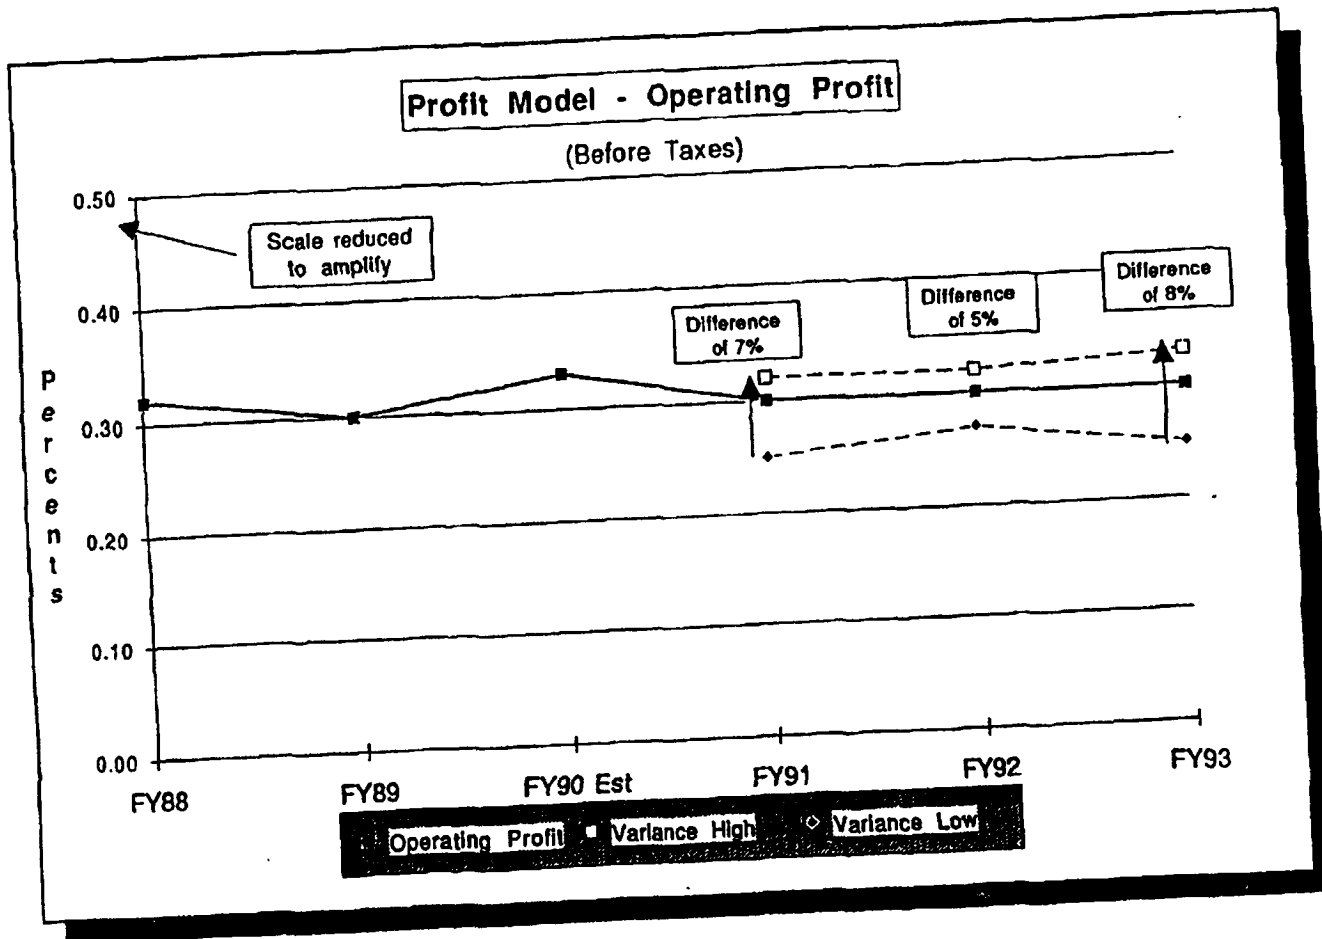 Profit Model - Operating Profit
(Before Taxes)
0.50
Scale reduced
to amplify
0.40
Difference
of 7%
Difference
of 5%
Difference
of 8%
Percents
0.30
0.20
0.10
0.00
FY88
FY89
FY90 Est
FY91
FY92
FY93
Operating Profit
Variance High
Variance Low